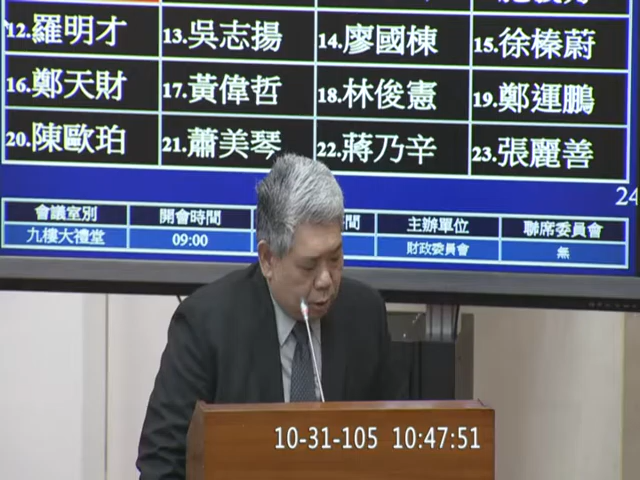 12.羅明才 13.吳志揚 14.廖國棟 15.徐榛蔚
16.鄭天財 17.黃偉哲 18.林俊憲 19.鄭運鵬
20.陳歐珀 21.蕭美琴 22.蔣乃辛 23.張麗善
24
會議室別 開會時間 間 主辦單位 聯席委員會
九樓大禮堂 09:00 財政委員會 無
10-31-105 10:47:51